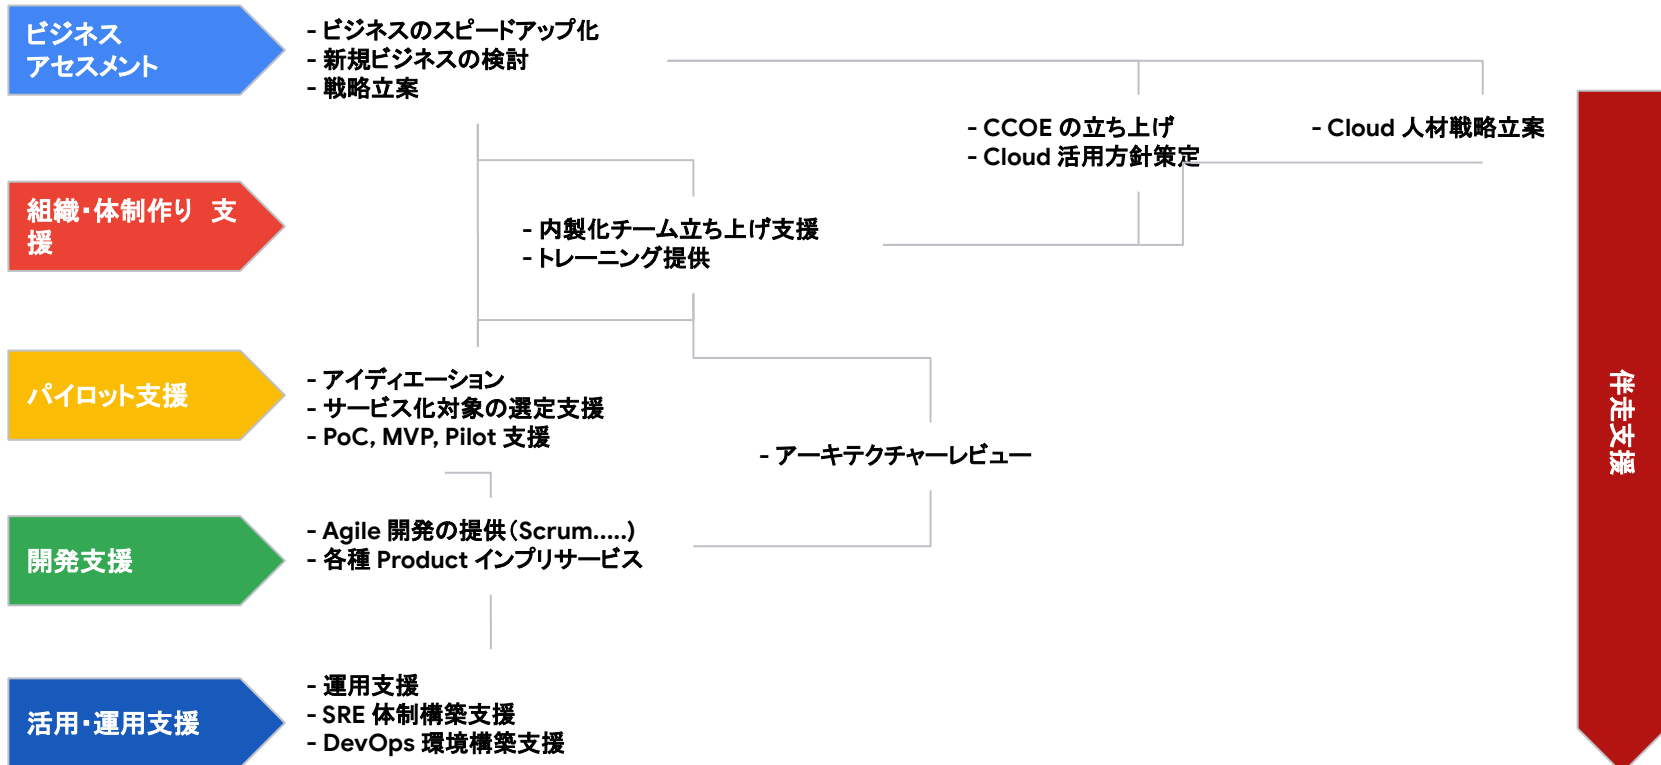 ビジネス
アセスメント
- ビジネスのスピードアップ化
- 新規ビジネスの検討
- 戦略立案
- CCOE の立ち上げ
- Cloud 活用方針策定
- Cloud 人材戦略立案
組織・体制作り　支
援
- 内製化チーム立ち上げ支援
- トレーニング提供
パイロット支援
- アイディエーション
- サービス化対象の選定支援
- PoC, MVP, Pilot 支援
- アーキテクチャーレビュー
開発支援
- Agile 開発の提供（Scrum.....)
- 各種 Product インプリサービス
活用・運用支援
- 運用支援
- SRE 体制構築支援
- DevOps 環境構築支援
伴走支援